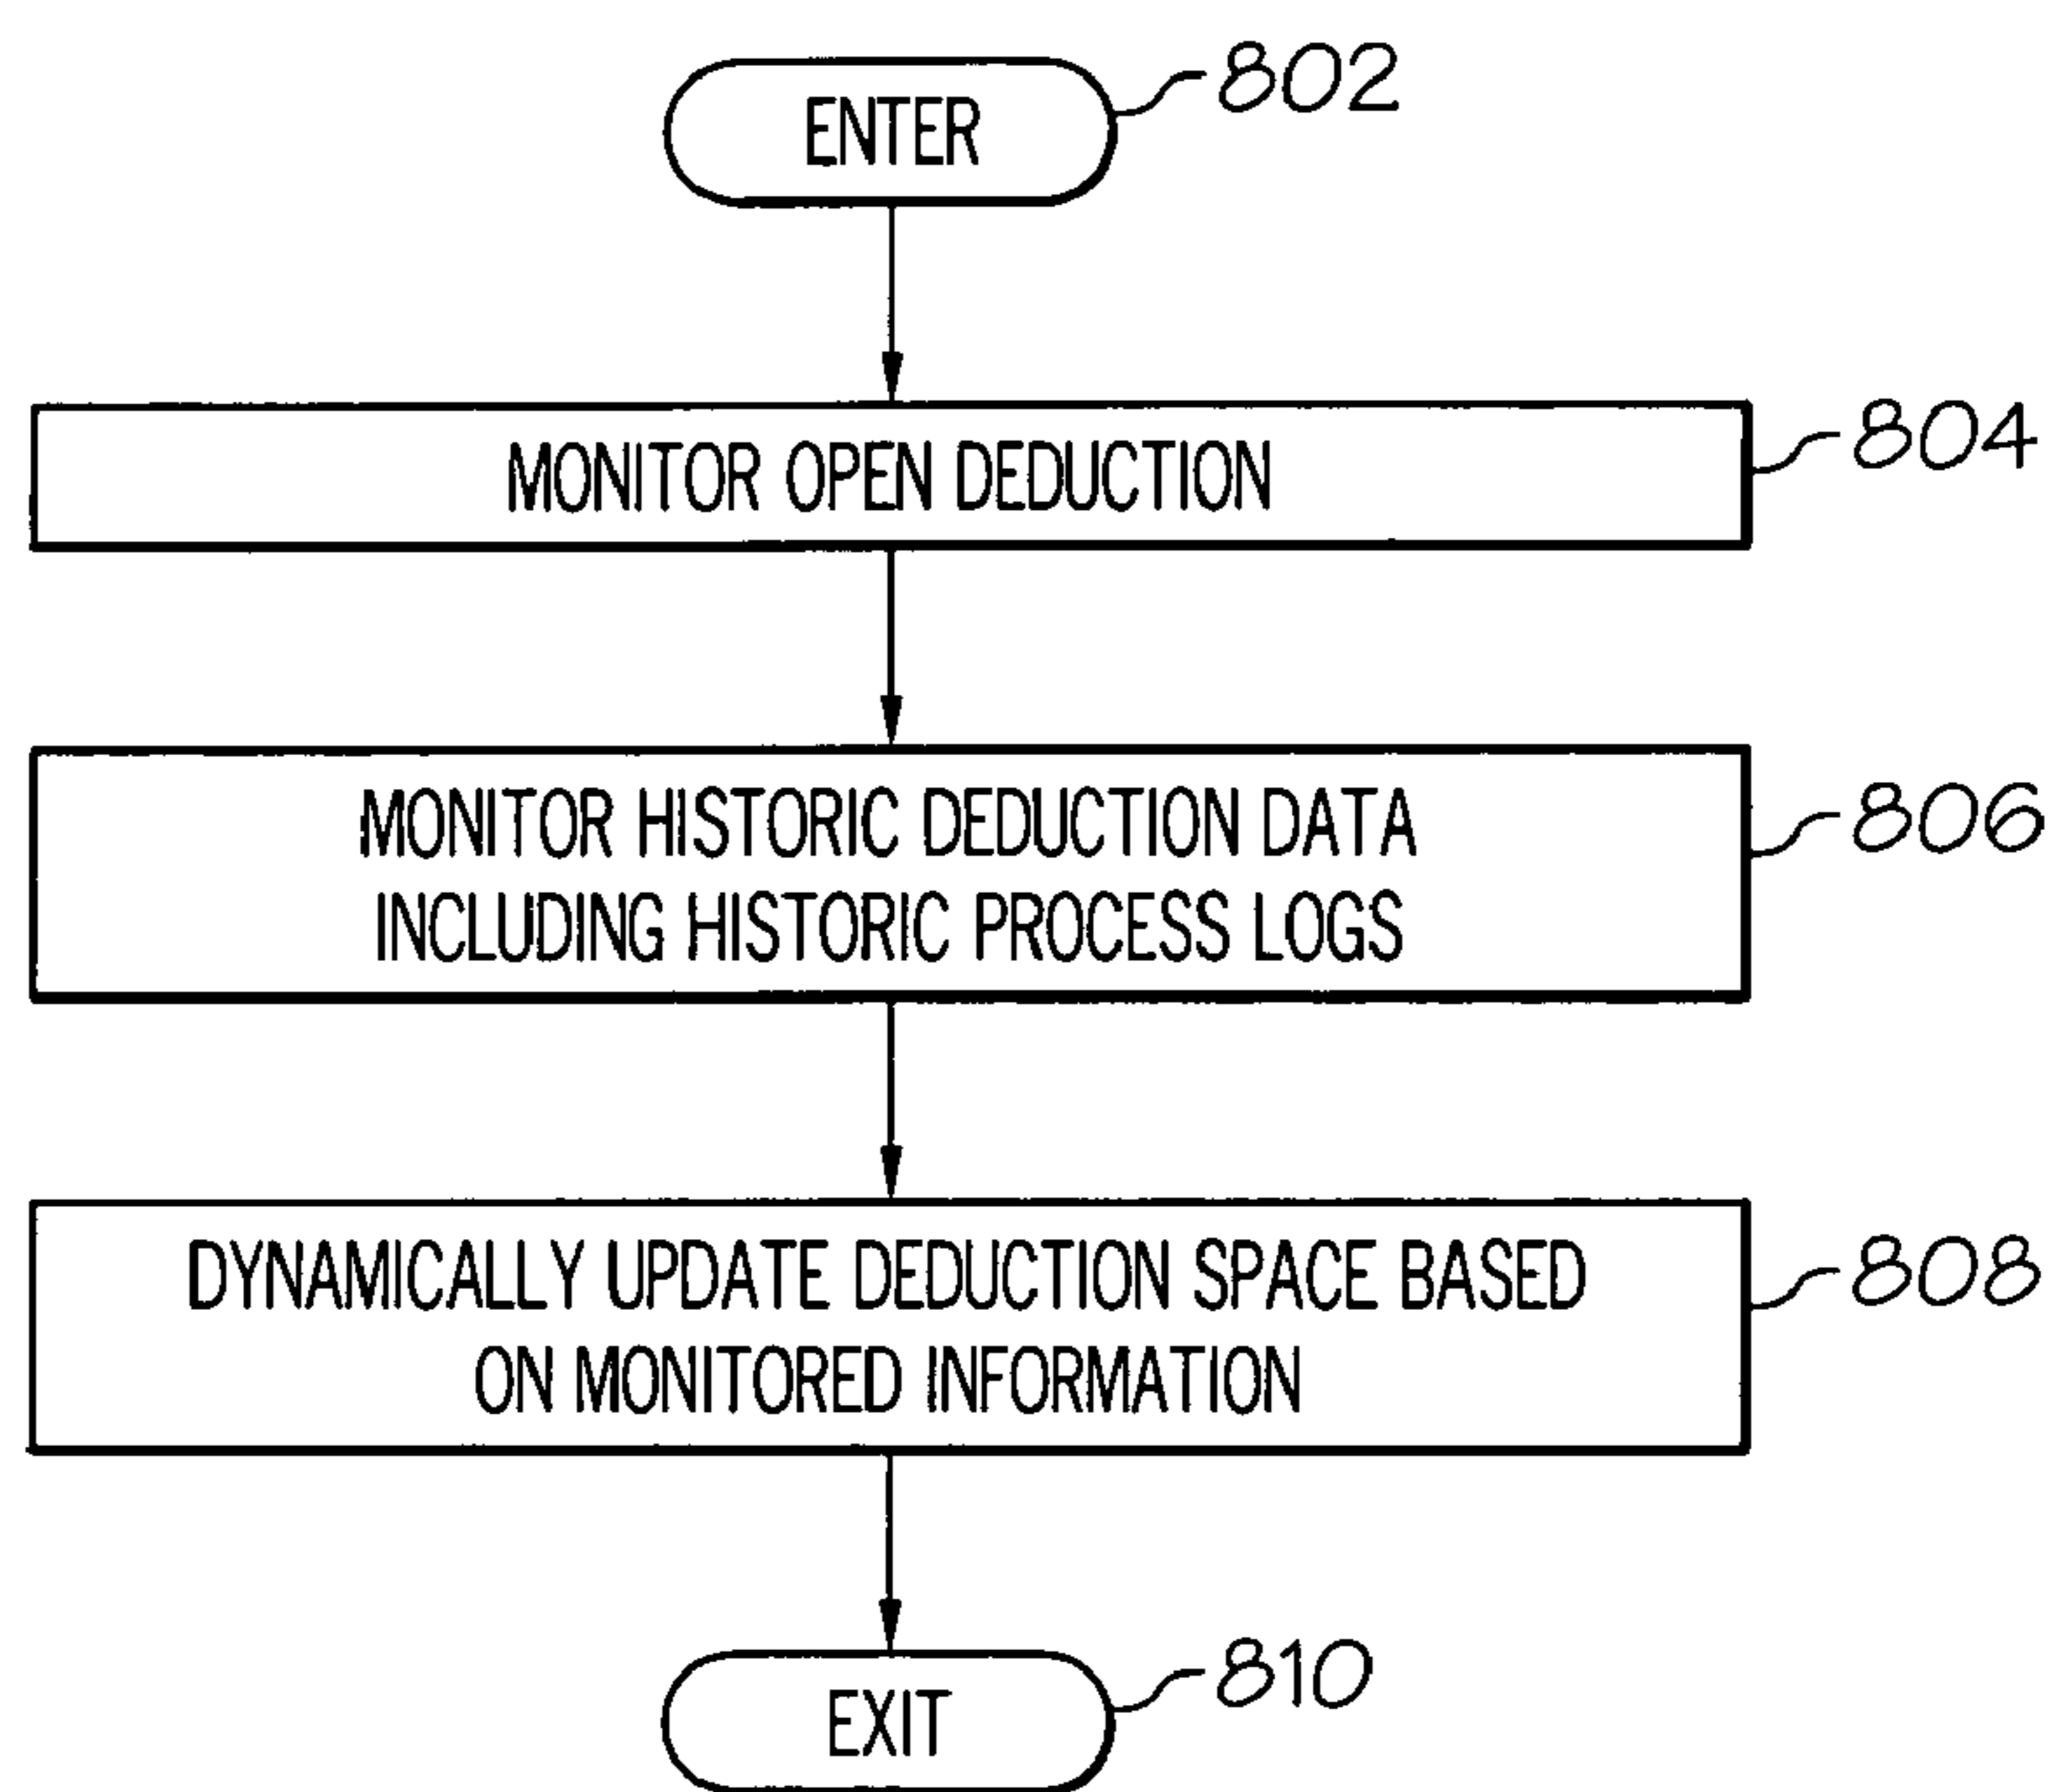 ENTER
802
MONITOR OPEN DEDUCTION
804
MONITOR HISTORIC DEDUCTION DATA
INCLUDING HISTORIC PROCESS LOGS
806
DYNAMICALLY UPDATE DEDUCTION SPACE BASED
ON MONITORED INFORMATION
808
EXIT
810